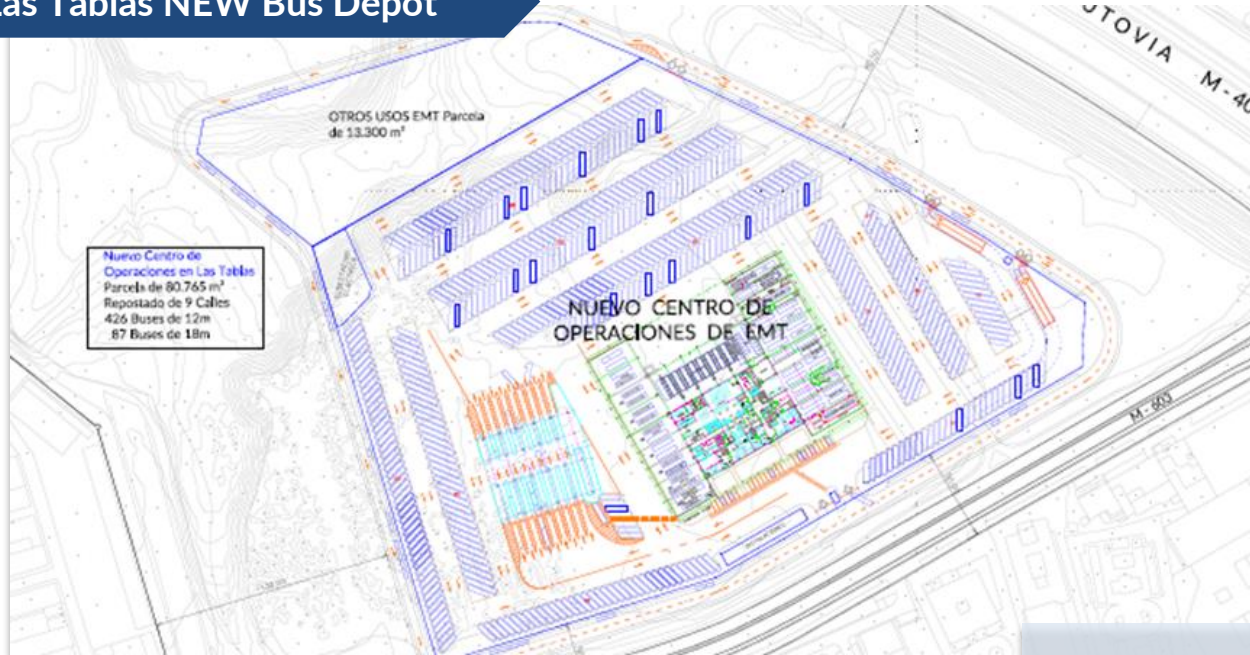 Las Tablas NEW Bus Depot
UTOVIA M-40
OTROS USOS EMT Parcela
de 13.300 m²
Nuevo Centro de
Operaciones en Las Tablas
Parcela de 80.765 m²
Repostado de 9 Calles
426 Buses de 12m
87 Buses de 18m
NUEVO CENTRO DE
OPERACIONES DE EMT
M-603